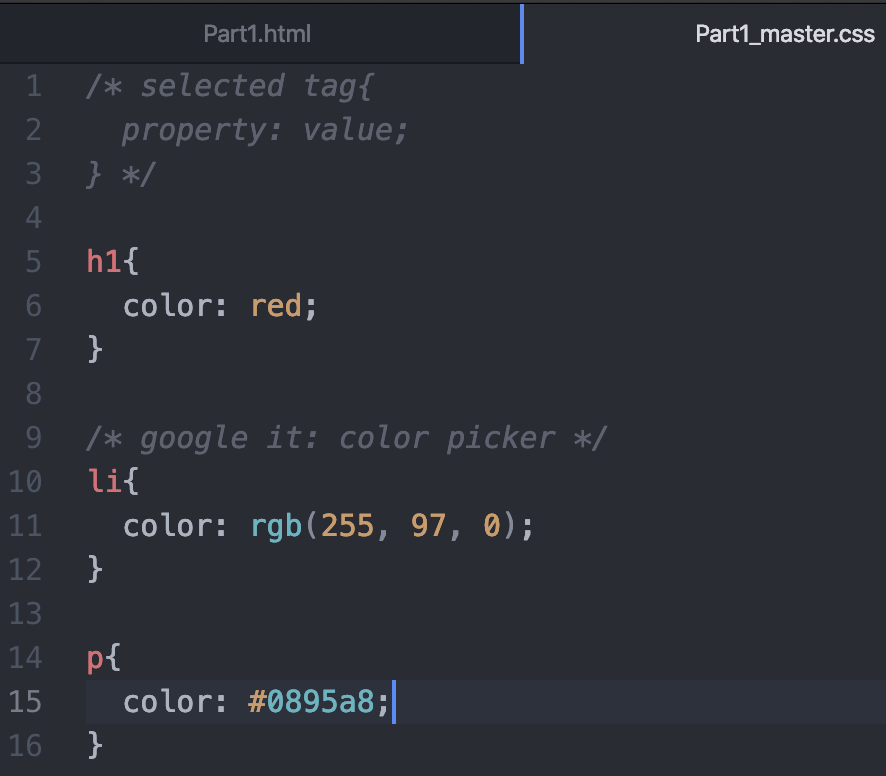 Part1.html
Part1_master.css
1 /* selected tag{
2   property: value;
3 } */
4
5 h1{
6   color: red;
7 }
8
9 /* google it: color picker */
10 li{
11   color: rgb(255, 97, 0);
12 }
13
14 p{
15   color: #0895a8;
16 }